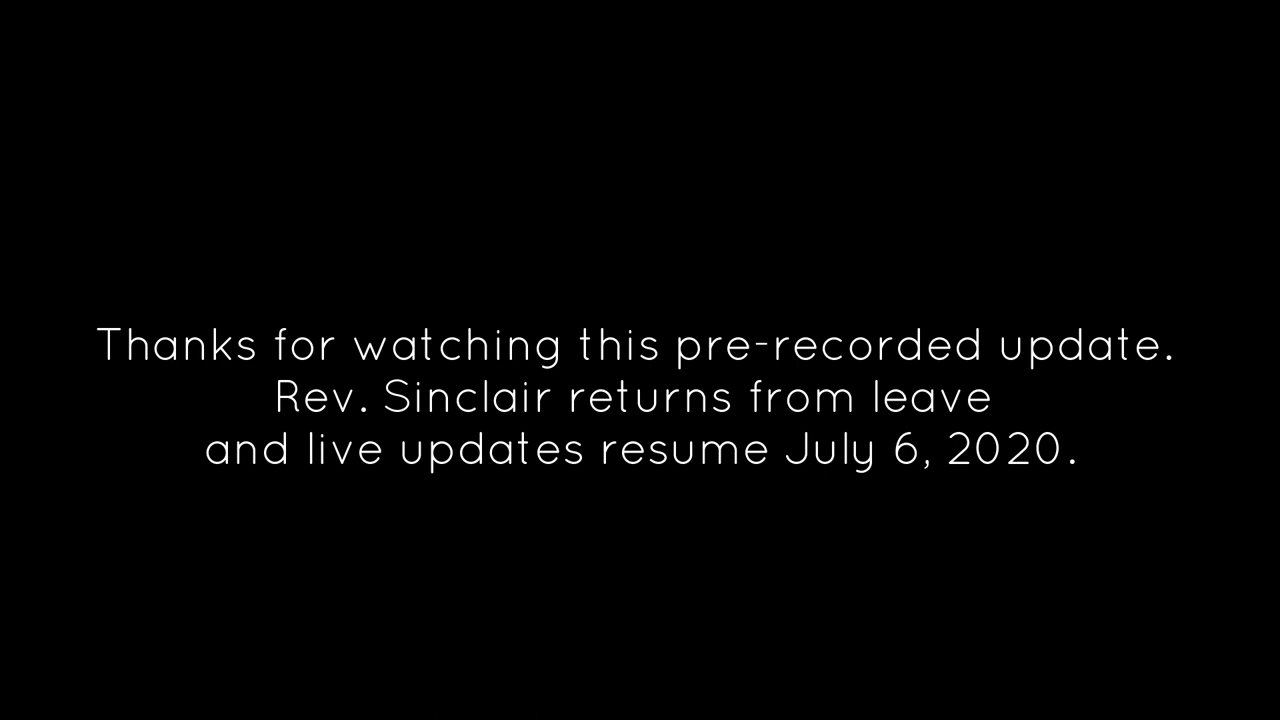 Thanks for watching this pre-recorded update.
Rev. Sinclair returns from leave
and live updates resume July 6, 2020.